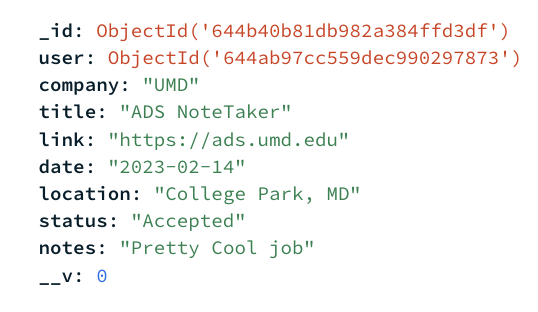 _id: ObjectId('644b40b81db982a384ffd3df')
user: ObjectId('644ab97cc559dec990297873')
company: "UMD"
title: "ADS NoteTaker"
link: "https://ads.umd.edu"
date: "2023-02-14"
location: "College Park, MD"
status: "Accepted"
notes: "Pretty Cool job"
__v: 0